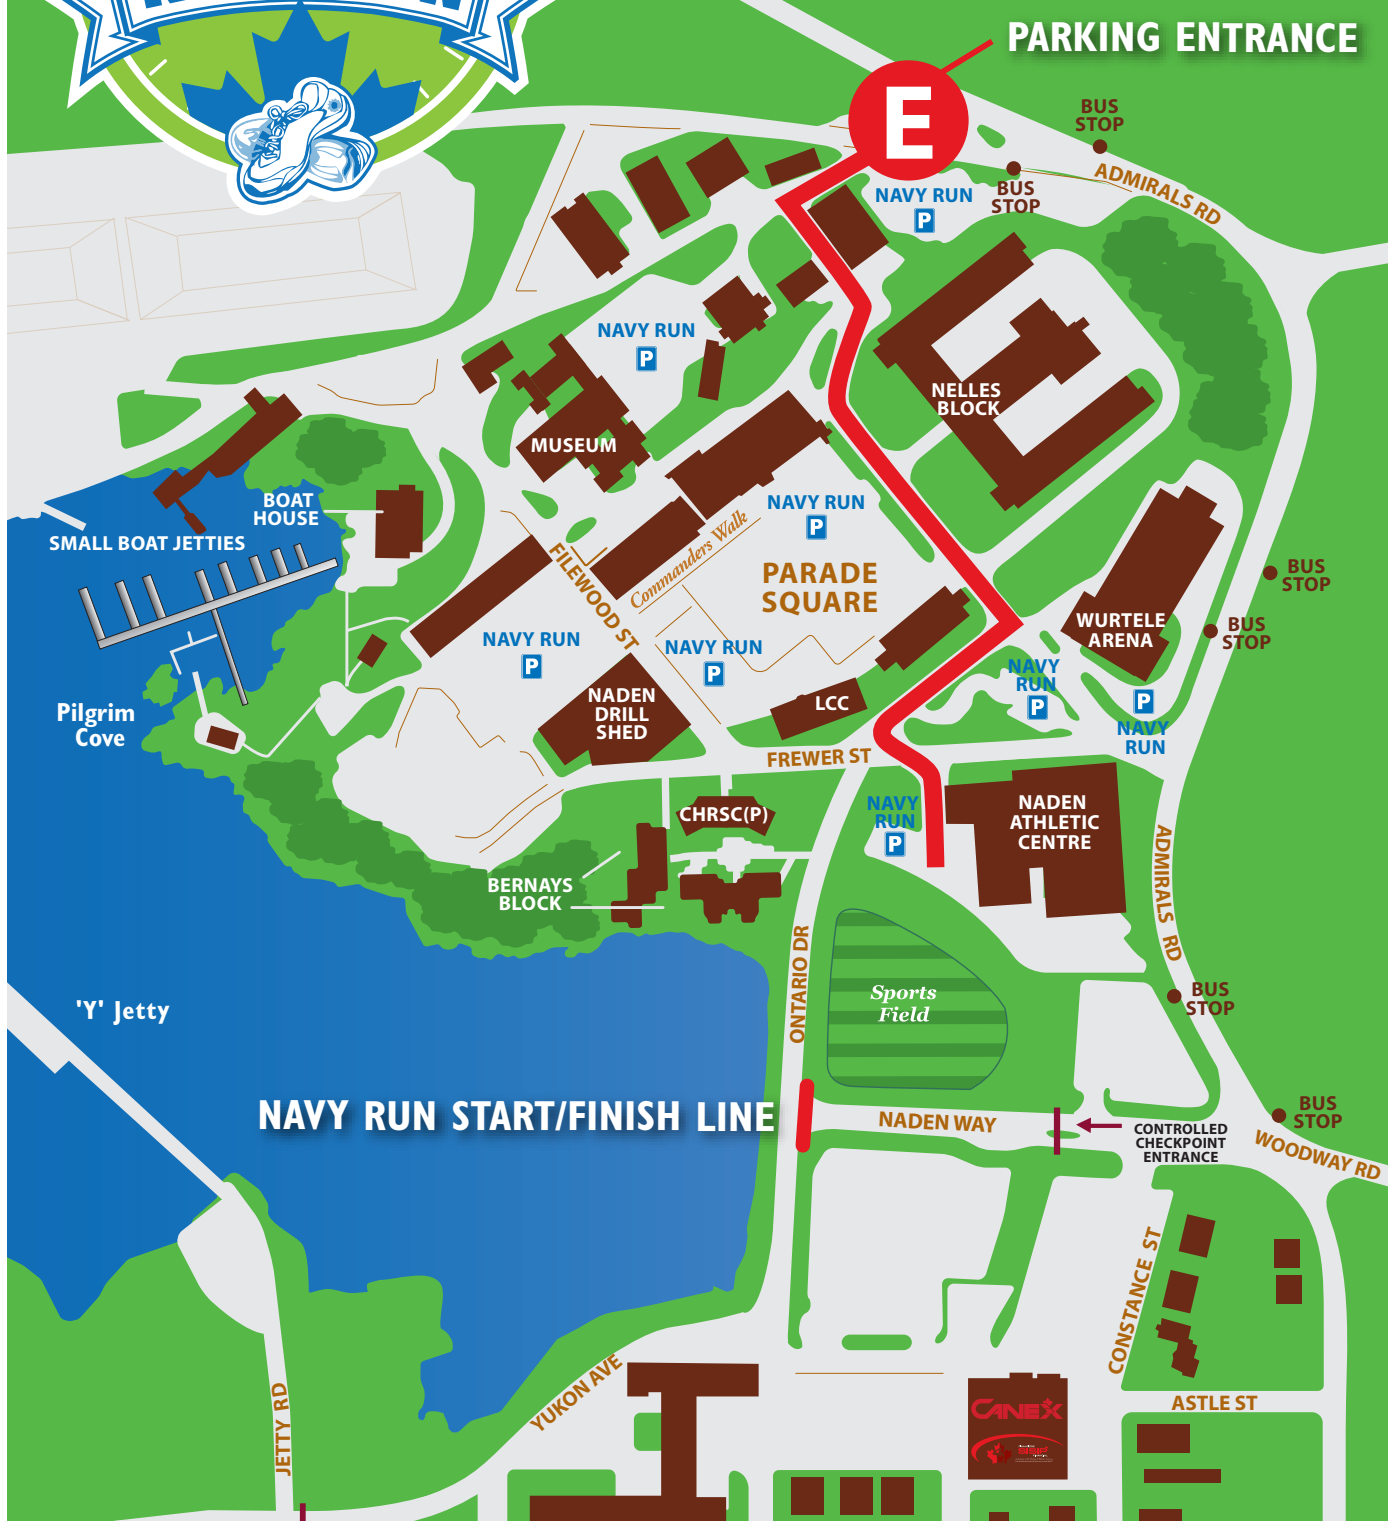 PARKING ENTRANCE
E
BUS
STOP
ADMIRALS RD
BUS
STOP
NAVY RUN
P
NAVY RUN
P
NELLES
BLOCK
MUSEUM
BOAT
HOUSE
SMALL BOAT JETTIES
NAVY RUN
P
Commanders Walk
FILEWOOD ST
PARADE
SQUARE
BUS
STOP
BUS
STOP
WURTELE
ARENA
NAVY RUN
P
NAVY RUN
P
NAVY
RUN
P
P
NAVY
RUN
NADEN
DRILL
SHED
LCC
Pilgrim
Cove
FREWER ST
NAVY
RUN
P
NADEN
ATHLETIC
CENTRE
CHRSC(P)
ADMIRALS RD
BERNAYS
BLOCK
ONTARIO DR
Sports
Field
BUS
STOP
'Y' Jetty
NAVY RUN START/FINISH LINE
NADEN WAY
CONTROLLED
CHECKPOINT
ENTRANCE
BUS
STOP
WOODWAY RD
CONSTANCE ST
YUKON AVE
JETTY RD
CANEX
ASTLE ST